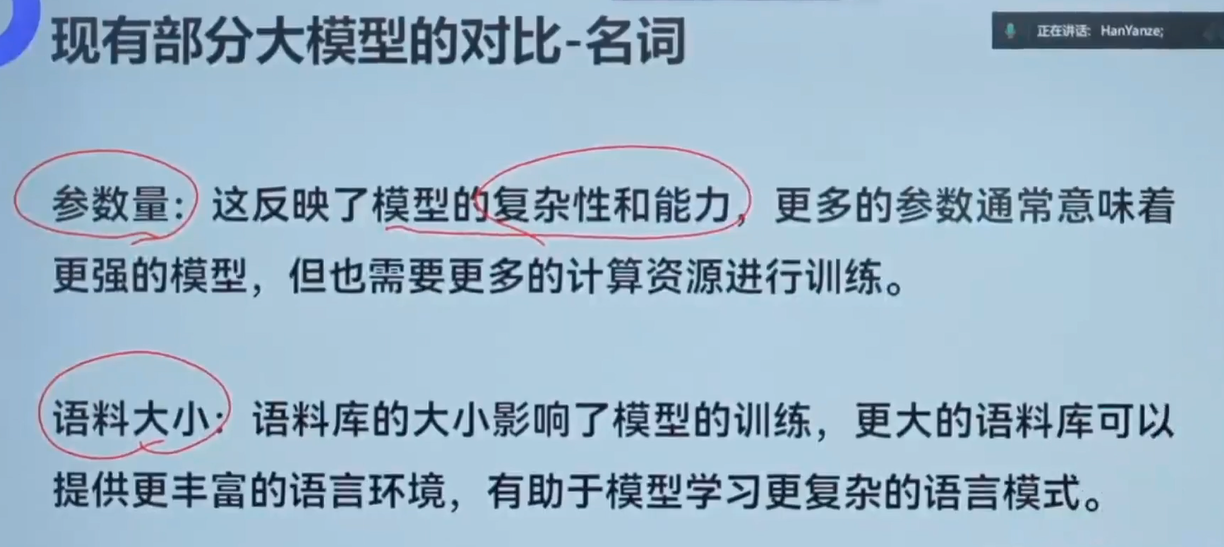 现有部分大模型的对比-名词
正在讲话: HanYanze;
参数量：这反映了模型的复杂性和能力，更多的参数通常意味着
更强的模型，但也需要更多的计算资源进行训练。
语料大小：语料库的大小影响了模型的训练，更大的语料库可以
提供更丰富的语言环境，有助于模型学习更复杂的语言模式。